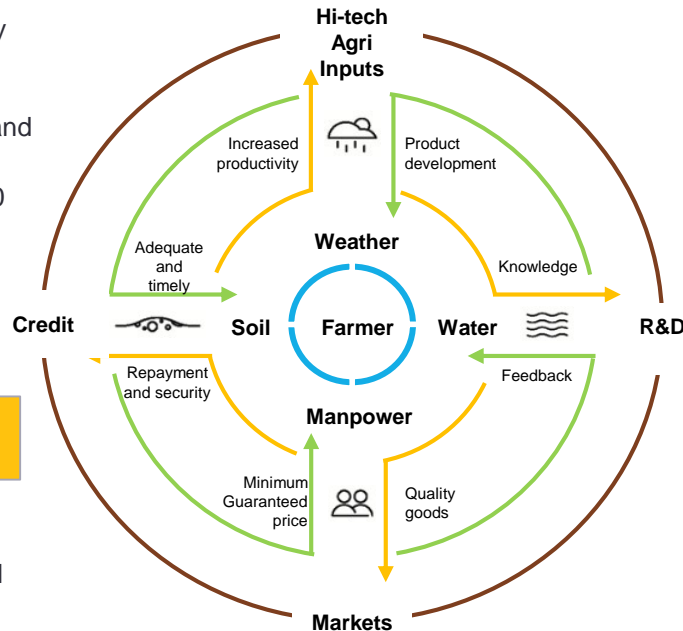 Hi-tech
Agri
Inputs
and
Increased
productivity
Product
development
Weather
Adequate
and
timely
Knowledge
Credit
Soil
Farmer
Water
R&D
Repayment
and security
Feedback
Manpower
Minimum
Guaranteed
price
Quality
goods
Markets